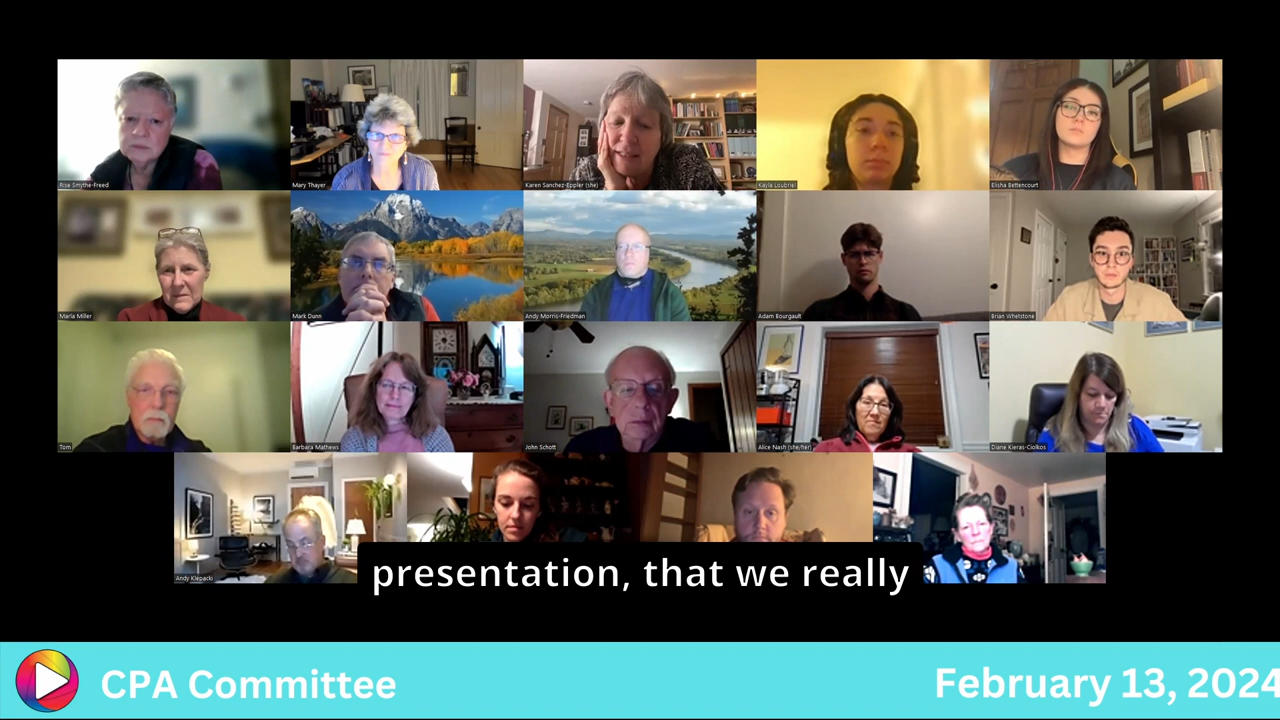 Rise Smythe-Freed
Mary Thayer
Karen Sanchez-Eppler (she)
Kayla Loubriel
Elisha Bettencourt
Marla Miller
Mark Dunn
Andy Morris-Friedman
Adam Bourgault
Brian Whetstone
Tom
Barbara Mathews
John Schott
Alice Nash (she/her)
Diane Kieras-Ciolkos
Andy Klepacki
presentation, that we really
CPA Committee
February 13, 2024